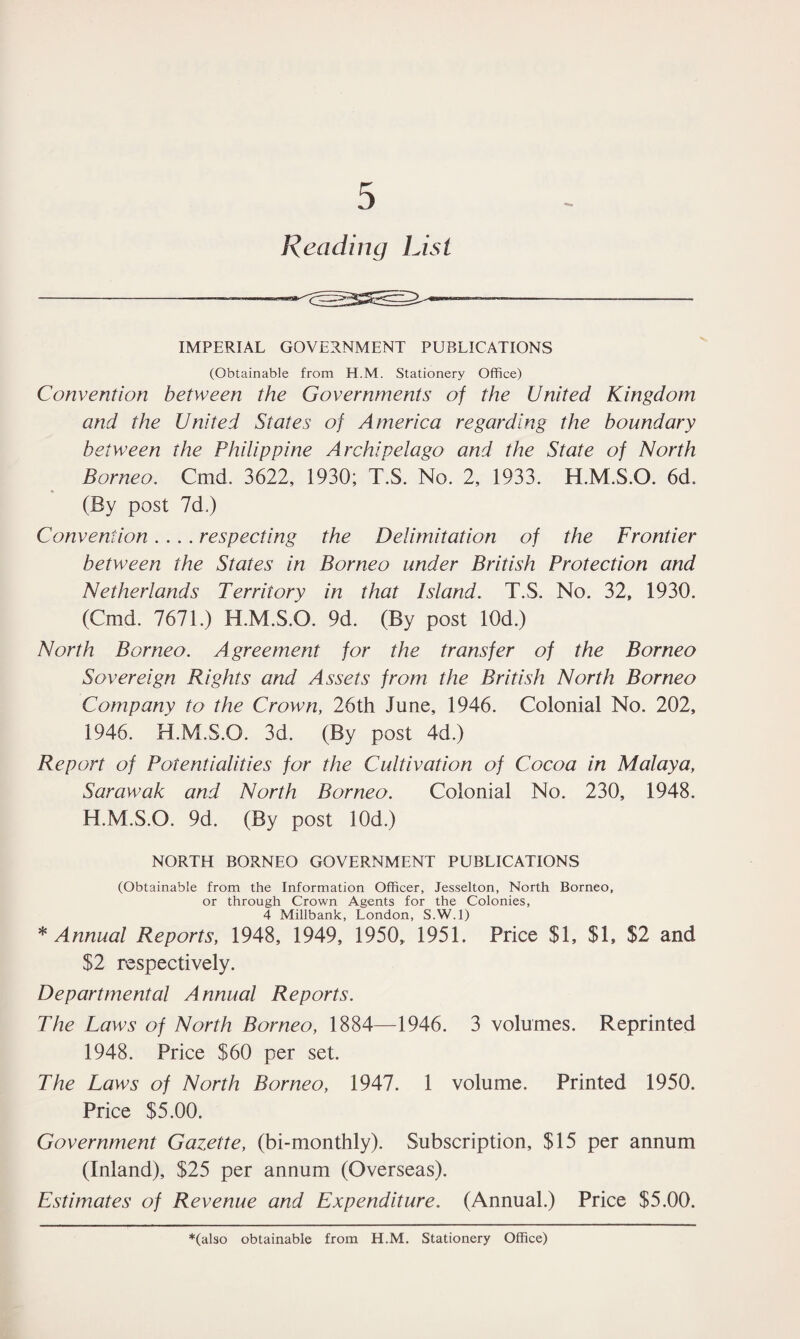 5
Reading List
IMPERIAL GOVERNMENT PUBLICATIONS
(Obtainable from H.M. Stationery Office)
Convention between the Governments of the United Kingdom
and the United States of America regarding the boundary
between the Philippine Archipelago and the State of North
Borneo. Cmd. 3622, 1930; T.S. No. 2, 1933. H.M.S.O. 6d.
(By post 7d.)
Convention . . . . respecting the Delimitation of the Frontier
between the States in Borneo under British Protection and
Netherlands Territory in that Island. T.S. No. 32, 1930.
(Cmd. 7671.) H.M.S.O. 9d. (By post 10d.)
North Borneo. Agreement for the transfer of the Borneo
Sovereign Rights and Assets from the British North Borneo
Company to the Crown, 26th June, 1946. Colonial No. 202,
1946. H.M.S.O. 3d. (By post 4d.)
Report of Potentialities for the Cultivation of Cocoa in Malaya,
Sarawak and North Borneo. Colonial No. 230, 1948.
H.M.S.O. 9d. (By post 10d.)
NORTH BORNEO GOVERNMENT PUBLICATIONS
(Obtainable from the Information Officer, Jesselton, North Borneo,
or through Crown Agents for the Colonies,
4 Millbank, London, S.W.1)
* Annual Reports, 1948, 1949, 1950, 1951. Price $1, $1, $2 and
$2 respectively.
Departmental Annual Reports.
The Laws of North Borneo, 1884—1946. 3 volumes. Reprinted
1948. Price $60 per set.
The Laws of North Borneo, 1947. 1 volume. Printed 1950.
Price $5.00.
Government Gazette, (bi-monthly). Subscription, $15 per annum
(Inland), $25 per annum (Overseas).
Estimates of Revenue and Expenditure. (Annual.) Price $5.00.
*(also obtainable from H.M. Stationery Office)